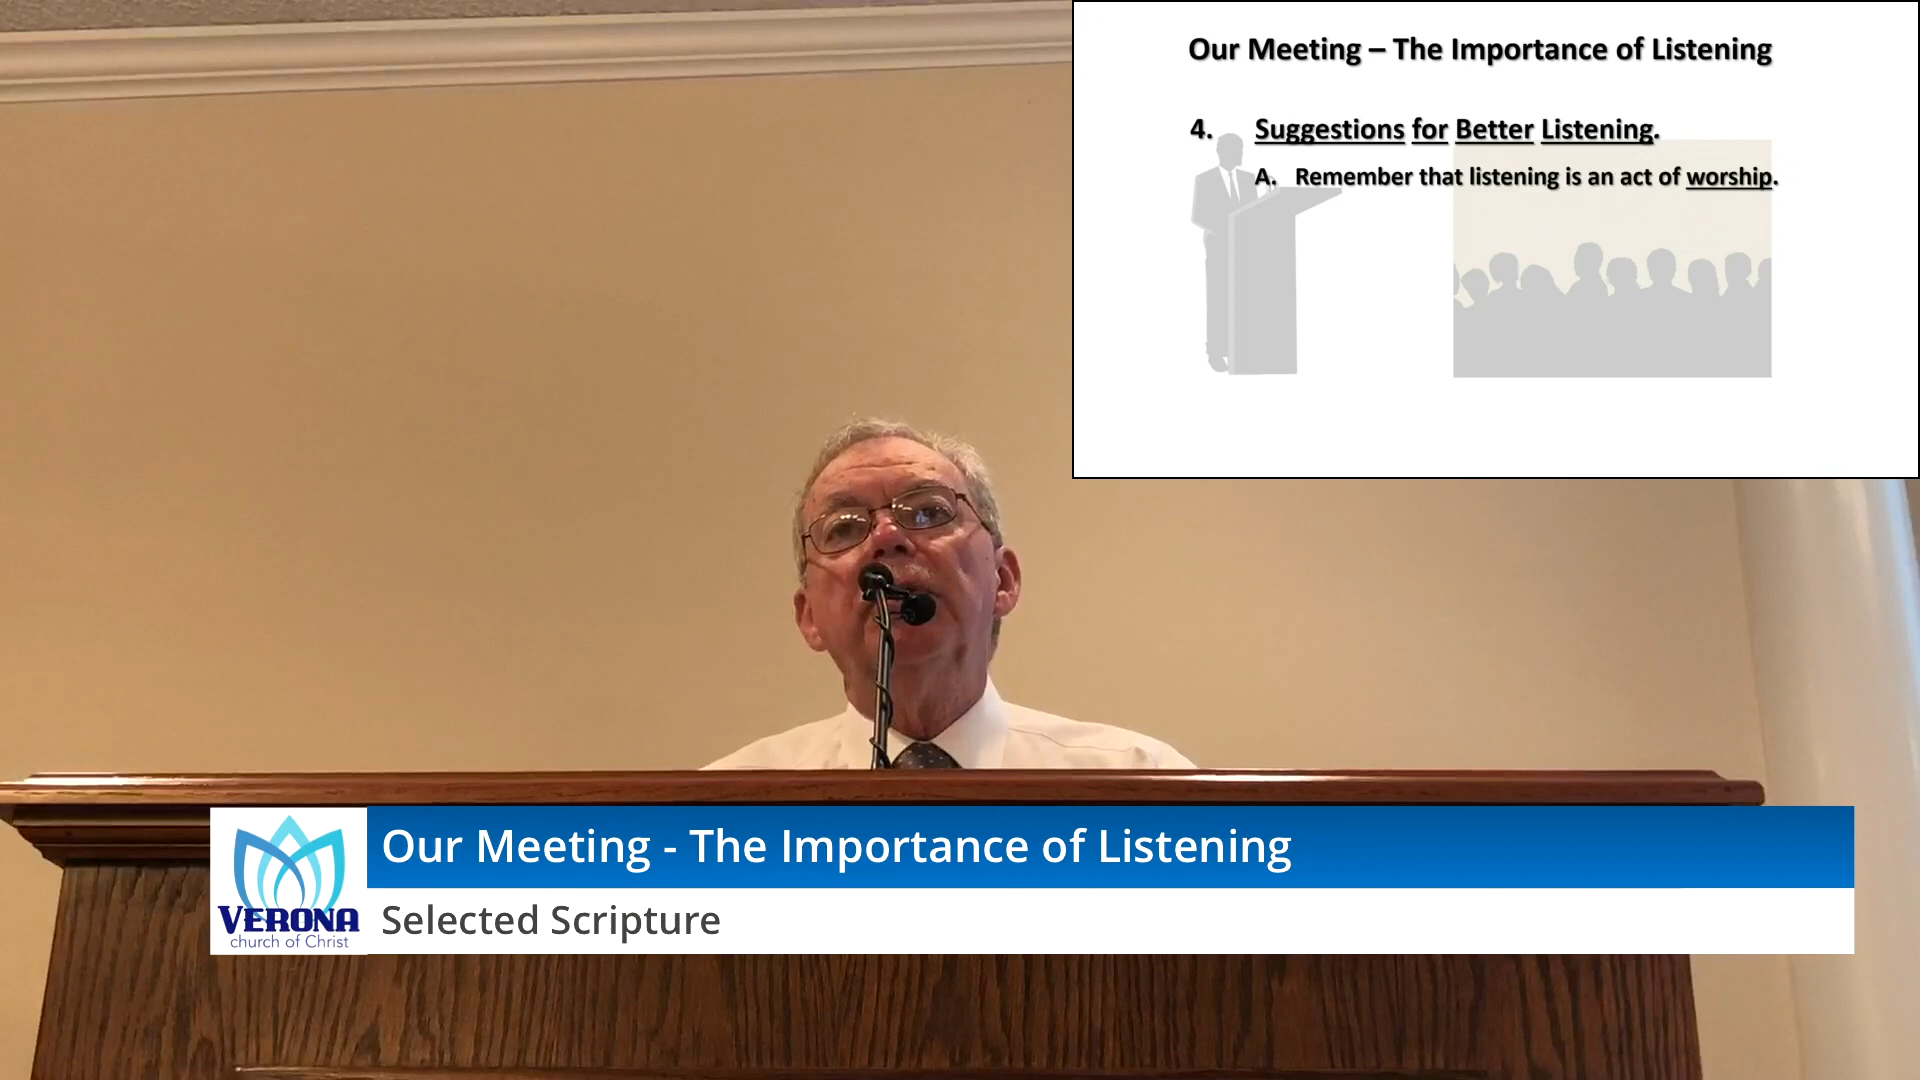 Our Meeting – The Importance of Listening
4. Suggestions for Better Listening.
A. Remember that listening is an act of worship.
Our Meeting - The Importance of Listening
Selected Scripture
VERONA
church of Christ